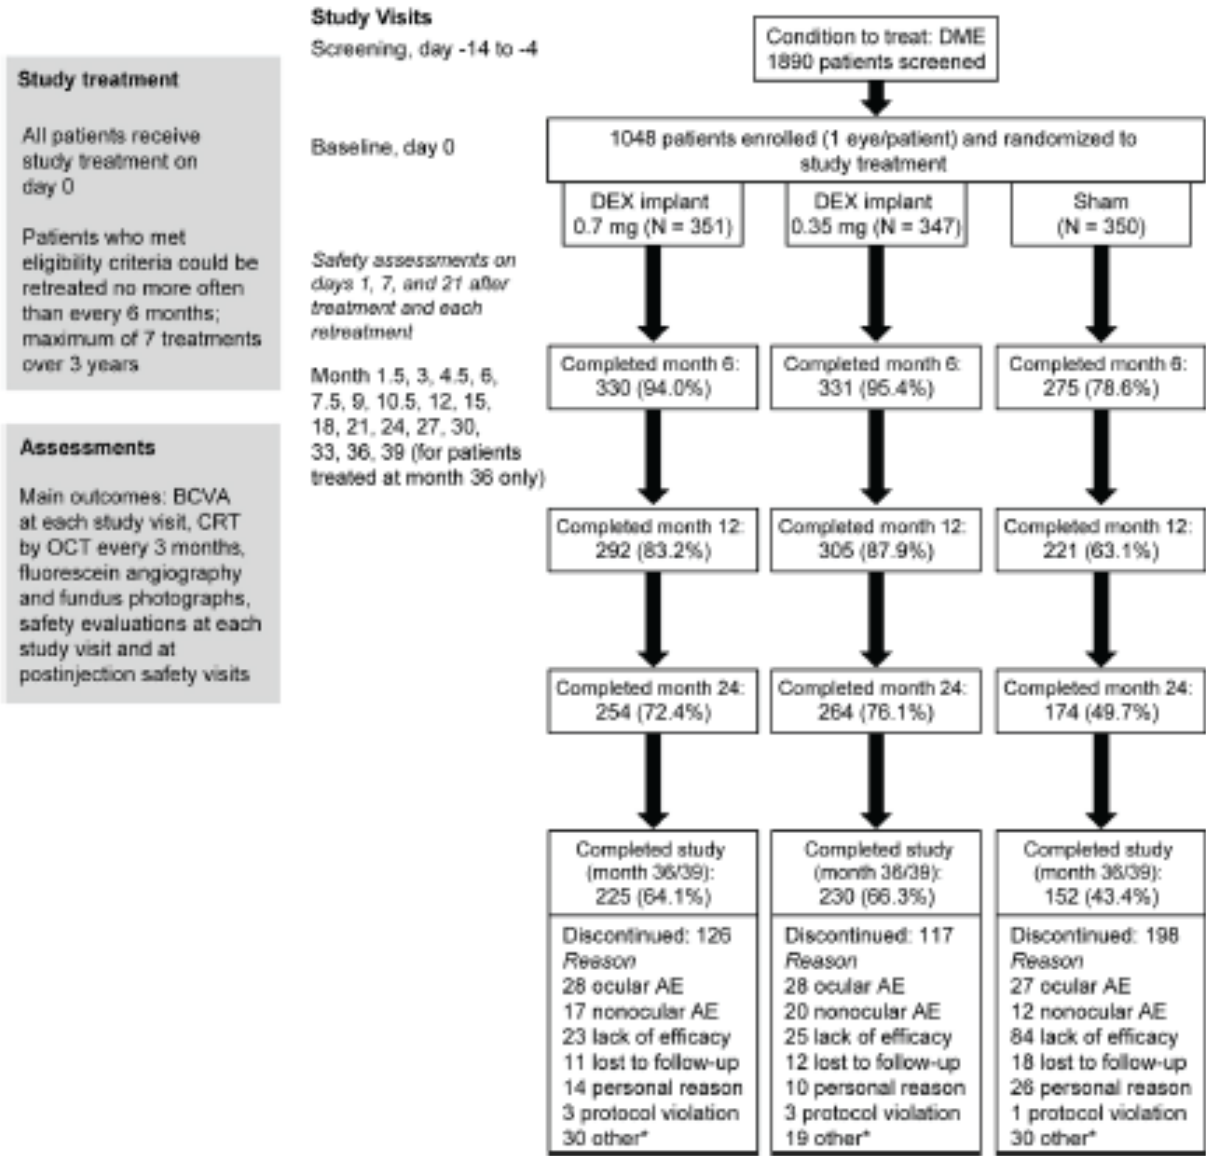 Study Visits
Screening, day -14 to -4
Condition to treat: DME
1890 patients screened
Study treatment
All patients receive
study treatment on
day 0
Patients who met
eligibility criteria could be
retreated no more often
than every 6 months;
maximum of 7 treatments
over 3 years
Baseline, day 0
1048 patients enrolled (1 eye/patient) and randomized to
study treatment
DEX implant
0.7 mg (N = 351)
DEX implant
0.35 mg (N = 347)
Sham
(N = 350)
Safety assessments on
days 1, 7, and 21 after
treatment and each
retreatment
Month 1.5, 3, 4.5, 6,
7.5, 9, 10.5, 12, 15,
18, 21, 24, 27, 30,
33, 36, 39 (for patients
treated at month 36 only)
Completed month 6:
330 (94.0%)
Completed month 6:
331 (95.4%)
Completed month 6:
275 (78.6%)
Assessments
Main outcomes: BCVA
at each study visit, CRT
by OCT every 3 months,
fluorescein angiography
and fundus photographs,
safety evaluations at each
study visit and at
postinjection safety visits
Completed month 12:
292 (83.2%)
Completed month 12:
305 (87.9%)
Completed month 12:
221 (63.1%)
Completed month 24:
254 (72.4%)
Completed month 24:
264 (76.1%)
Completed month 24:
174 (49.7%)
Completed study
(month 36/39):
225 (64.1%)
Discontinued: 126
Reason
28 ocular AE
17 nonocular AE
23 lack of efficacy
11 lost to follow-up
14 personal reason
3 protocol violation
30 other*
Completed study
(month 36/39):
230 (66.3%)
Discontinued: 117
Reason
28 ocular AE
20 nonocular AE
25 lack of efficacy
12 lost to follow-up
10 personal reason
3 protocol violation
19 other*
Completed study
(month 36/39):
152 (43.4%)
Discontinued: 198
Reason
27 ocular AE
12 nonocular AE
84 lack of efficacy
18 lost to follow-up
26 personal reason
1 protocol violation
30 other*